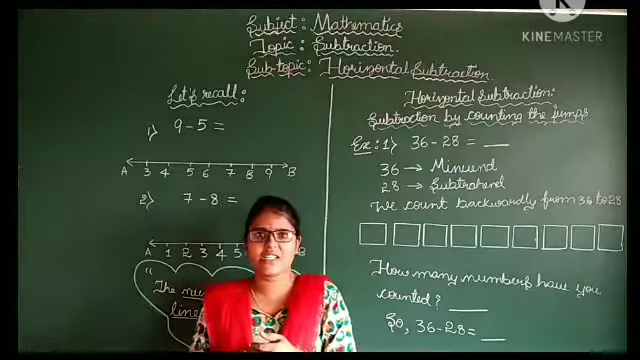 Subject: Mathematics
Topic: Subtraction.
Sub-topic: Horizontal Subtraction.
KINEMASTER
Let's recall:
1) 9-5 =
A 3 4 5 6 7 8 9 B
2) 7-8 =
A 1 2 3 4 5 B
"The
line
Horizontal Subtraction:
Subtraction by counting the jumps
Ex: 1) 36-28 = __
36 → Minuend
28 → Subtrahend
We count backwardly from 36 to 28
How many numbers have you
counted? __
So, 36-28= __